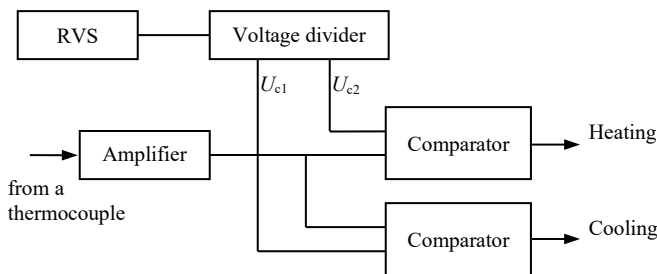 RVS
Voltage divider
Uc1
Uc2
Comparator
Heating
Amplifier
from a
thermocouple
Comparator
Cooling